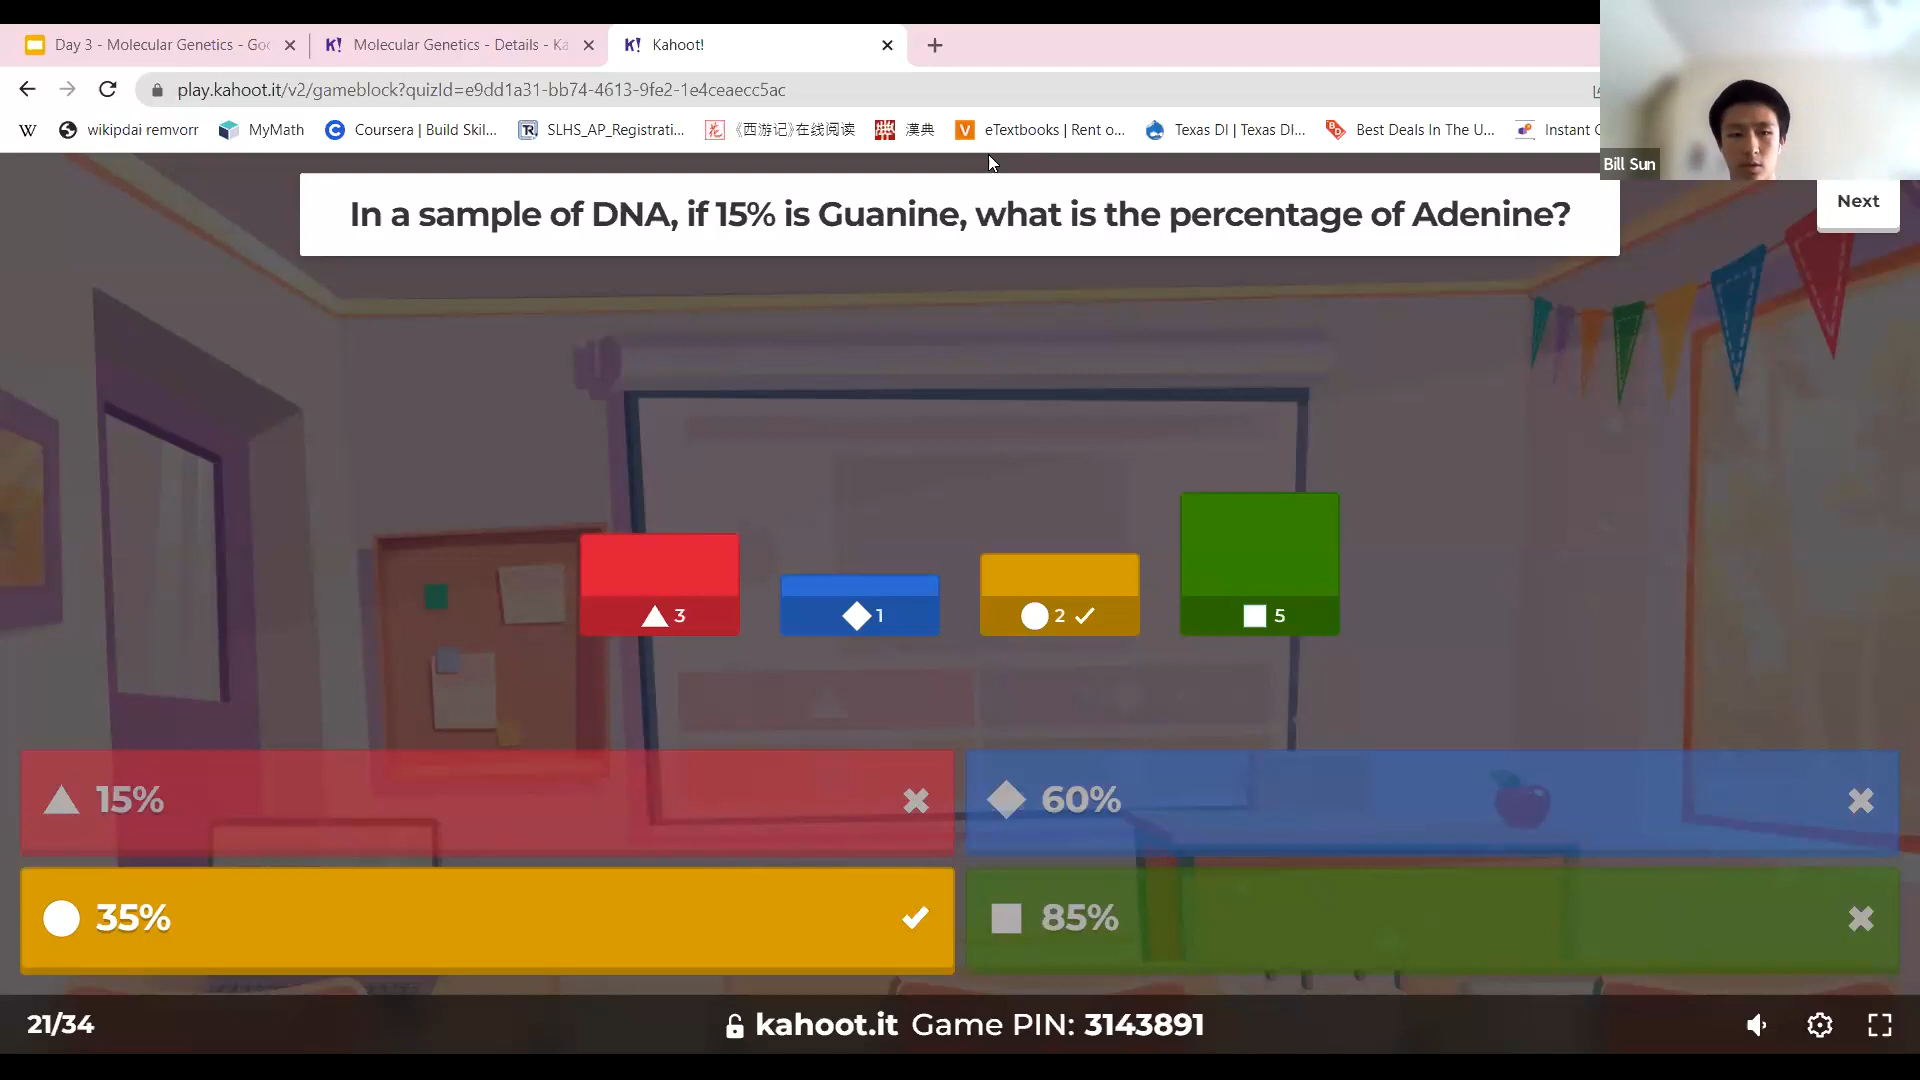 Day 3 - Molecular Genetics - Goo
K! Molecular Genetics - Details - Ka
K! Kahoot!
play.kahoot.it/v2/gameblock?quizId=e9dd1a31-bb74-4613-9fe2-1e4ceaecc5ac
W
wikipdai remvorr
MyMath
C
Coursera | Build Skil...
SLHS_AP_Registrati...
《西游记》在线阅读
漢典
V
eTextbooks | Rent o...
Texas DI | Texas DI...
Best Deals In The U...
Instant
Bill Sun
In a sample of DNA, if 15% is Guanine, what is the percentage of Adenine?
Next
3
1
2
5
15%
60%
35%
85%
21/34
kahoot.it Game PIN: 3143891